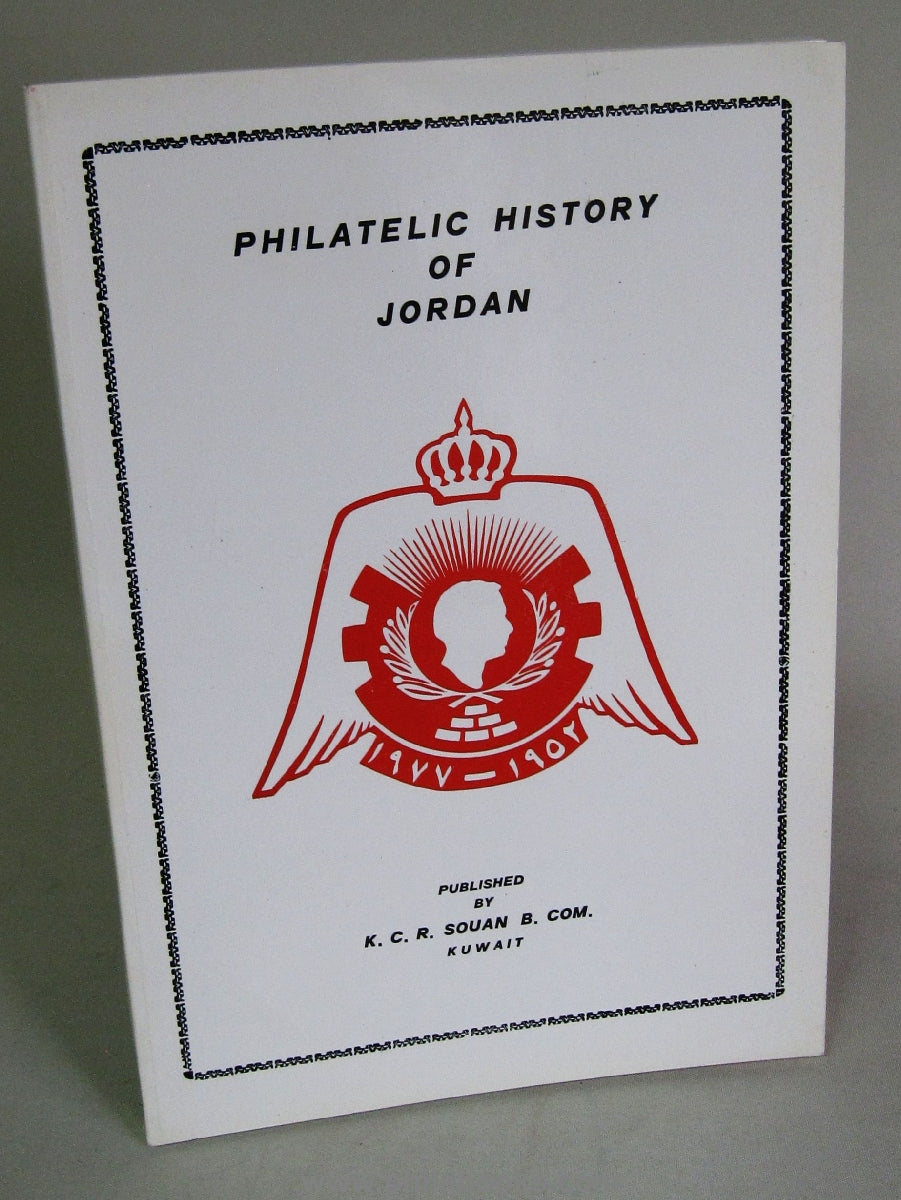 PHILATELIC HISTORY
OF
JORDAN
١٩٥٢ — ١٩٧٧
PUBLISHED
BY
K. C. R. SOUAN B. COM.
KUWAIT